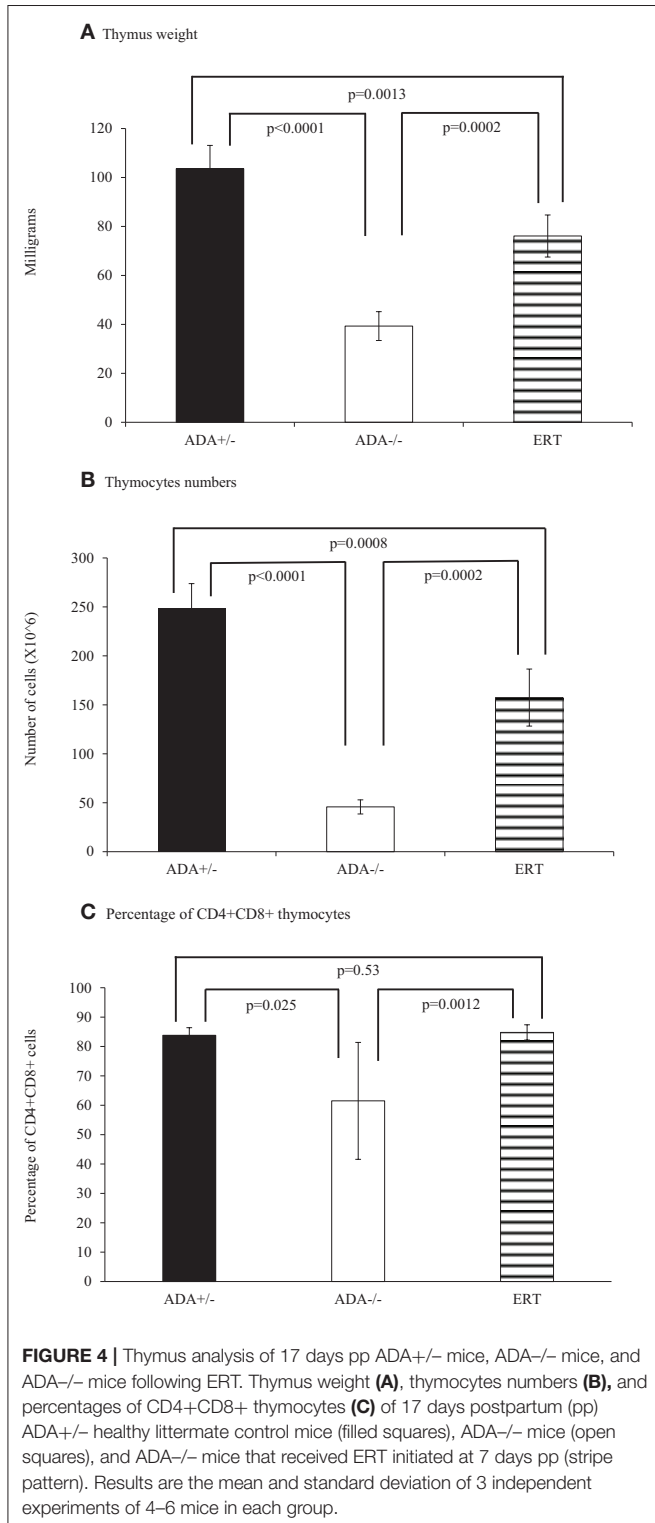 A Thymus weight
p=0.0013
p<0.0001
p=0.0002
120
100
80
60
40
20
0
Milligrams
ADA+/-
ADA-/-
ERT
B Thymocytes numbers
p=0.0008
p<0.0001
p=0.0002
300
250
200
150
100
50
0
Number of cells (X10^6)
ADA+/-
ADA-/-
ERT
C Percentage of CD4+CD8+ thymocytes
p=0.53
p=0.025
p=0.0012
100
90
80
70
60
50
40
30
20
10
0
Percentage of CD4+CD8+ cells
ADA+/-
ADA-/-
ERT
FIGURE 4 | Thymus analysis of 17 days pp ADA+/– mice, ADA–/– mice, and
ADA–/– mice following ERT. Thymus weight (A), thymocytes numbers (B), and
percentages of CD4+CD8+ thymocytes (C) of 17 days postpartum (pp)
ADA+/– healthy littermate control mice (filled squares), ADA–/– mice (open
squares), and ADA–/– mice that received ERT initiated at 7 days pp (stripe
pattern). Results are the mean and standard deviation of 3 independent
experiments of 4–6 mice in each group.